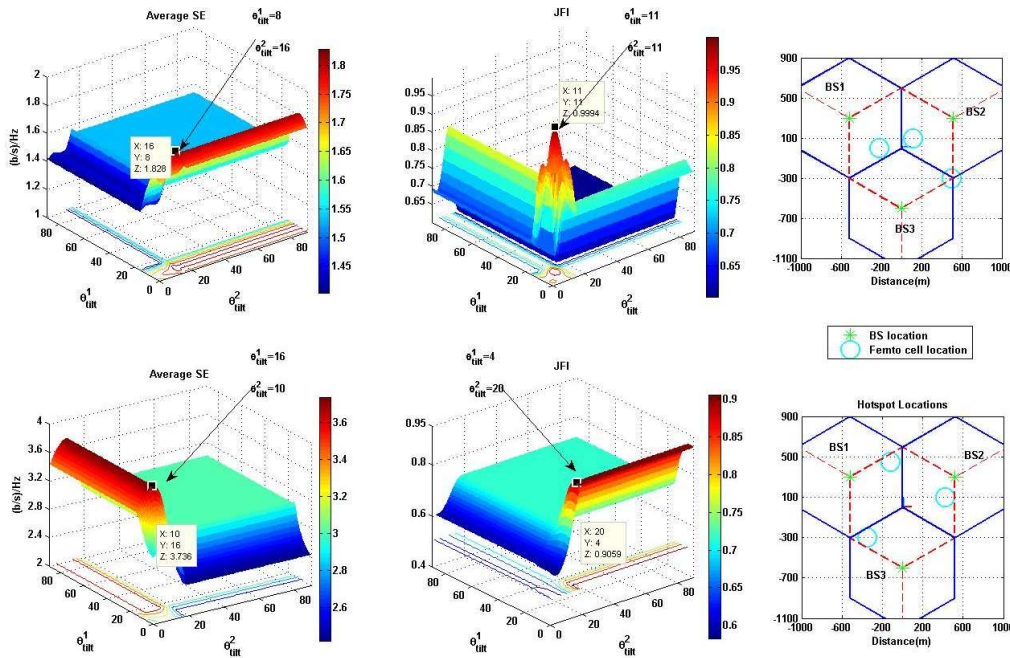 Average SE
θ¹tilt=8
θ²tilt=16
(b/s)/Hz
2
1.8
1.6
1.4
1.2
1
X: 16
Y: 8
Z: 1.828
80
60
40
20
0
θ¹tilt
0
20
40
60
80
θ²tilt
1.8
1.75
1.7
1.65
1.6
1.55
1.5
1.45
JFI
θ¹tilt=11
θ²tilt=11
0.95
0.9
0.85
0.8
0.75
0.7
0.65
X: 11
Y: 11
Z: 0.9994
80
60
40
20
0
θ¹tilt
0
20
40
60
80
θ²tilt
0.95
0.9
0.85
0.8
0.75
0.7
0.65
900
500
100
300
700
1100
BS1
BS2
BS3
-1000
-600
-200
200
600
1000
Distance(m)
BS location
Femto cell location
Average SE
θ¹tilt=16
θ²tilt=10
(b/s)/Hz
4
3.6
3.2
2.8
2.4
2
X: 10
Y: 16
Z: 3.736
80
60
40
20
0
θ¹tilt
0
20
40
60
80
θ²tilt
3.6
3.4
3.2
3
2.8
2.6
JFI
θ¹tilt=4
θ²tilt=20
0.95
0.8
0.6
0.4
X: 20
Y: 4
Z: 0.9059
80
60
40
20
0
θ¹tilt
0
20
40
60
80
θ²tilt
0.9
0.85
0.8
0.75
0.7
0.65
0.6
Hotspot Locations
900
500
100
300
700
-1100
BS1
BS2
BS3
-1000
-600
-200
200
600
1000
Distance(m)